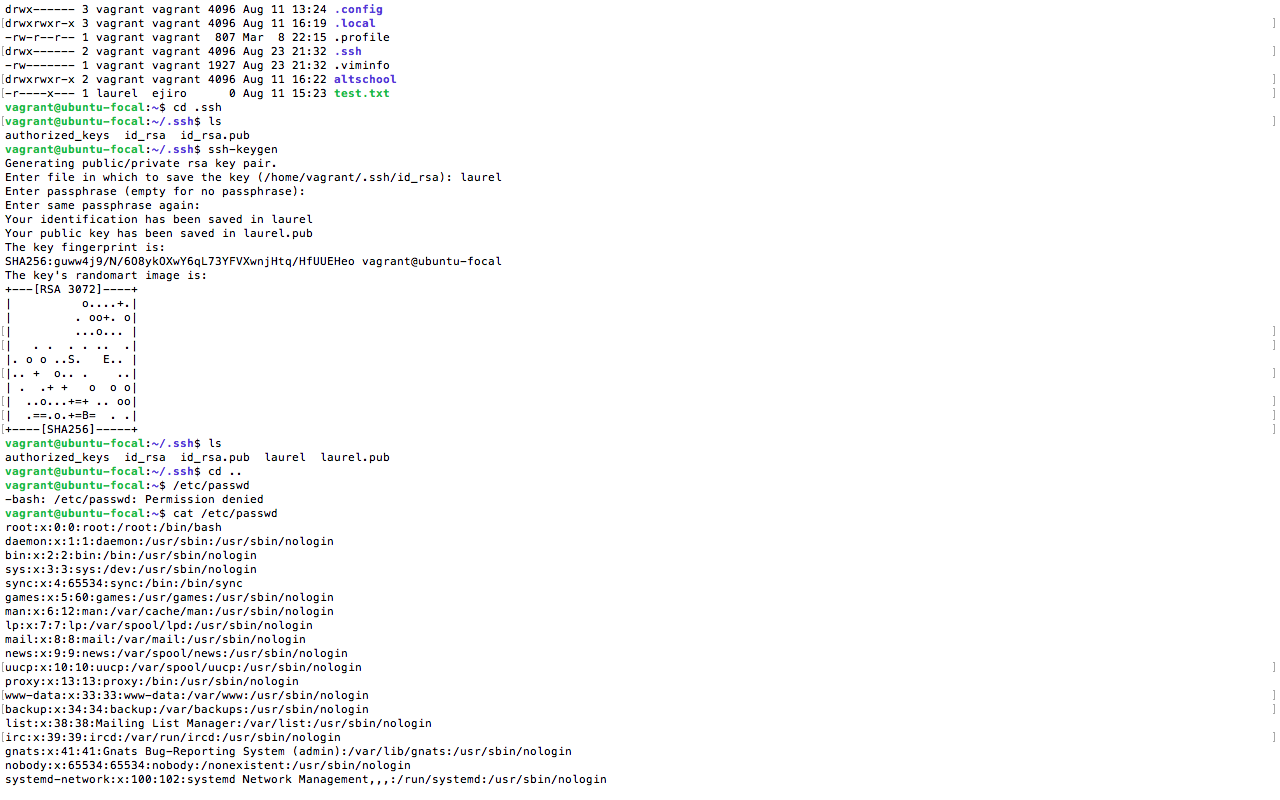 drwx------ 3 vagrant vagrant 4096 Aug 11 13:24 .config
[drwxrwxr-x 3 vagrant vagrant 4096 Aug 11 16:19 .local ]
-rw-r--r-- 1 vagrant vagrant  807 Mar  8 22:15 .profile
[drwx------ 2 vagrant vagrant 4096 Aug 23 21:32 .ssh ]
-rw------- 1 vagrant vagrant 1927 Aug 23 21:32 .viminfo
[drwxrwxr-x 2 vagrant vagrant 4096 Aug 11 16:22 altschool ]
[-r----x--- 1 laurel  ejiro      0 Aug 11 15:23 test.txt ]
vagrant@ubuntu-focal:~$ cd .ssh
[vagrant@ubuntu-focal:~/.ssh$ ls ]
authorized_keys  id_rsa  id_rsa.pub
vagrant@ubuntu-focal:~/.ssh$ ssh-keygen
Generating public/private rsa key pair.
Enter file in which to save the key (/home/vagrant/.ssh/id_rsa): laurel
Enter passphrase (empty for no passphrase):
Enter same passphrase again:
Your identification has been saved in laurel
Your public key has been saved in laurel.pub
The key fingerprint is:
SHA256:guww4j9/N/6O8ykOXwY6qL73YFVXwnjHtq/HfUUEHeo vagrant@ubuntu-focal
The key's randomart image is:
+---[RSA 3072]----+
|          o....+.|
|         . oo+. o|
[|         ...o... | ]
[|   . .  . . ..  .| ]
|. o o ..S.   E.. |
[|.. +  o.. .    ..| ]
| .  .+ +   o  o o|
[|  ..o...+=+ .. oo| ]
[|  .==.o.+=B=  . .| ]
[+----[SHA256]-----+ ]
vagrant@ubuntu-focal:~/.ssh$ ls
authorized_keys  id_rsa  id_rsa.pub  laurel  laurel.pub
vagrant@ubuntu-focal:~/.ssh$ cd ..
vagrant@ubuntu-focal:~$ /etc/passwd
-bash: /etc/passwd: Permission denied
vagrant@ubuntu-focal:~$ cat /etc/passwd
root:x:0:0:root:/root:/bin/bash
daemon:x:1:1:daemon:/usr/sbin:/usr/sbin/nologin
bin:x:2:2:bin:/bin:/usr/sbin/nologin
sys:x:3:3:sys:/dev:/usr/sbin/nologin
sync:x:4:65534:sync:/bin:/bin/sync
games:x:5:60:games:/usr/games:/usr/sbin/nologin
man:x:6:12:man:/var/cache/man:/usr/sbin/nologin
lp:x:7:7:lp:/var/spool/lpd:/usr/sbin/nologin
mail:x:8:8:mail:/var/mail:/usr/sbin/nologin
news:x:9:9:news:/var/spool/news:/usr/sbin/nologin
[uucp:x:10:10:uucp:/var/spool/uucp:/usr/sbin/nologin ]
proxy:x:13:13:proxy:/bin:/usr/sbin/nologin
[www-data:x:33:33:www-data:/var/www:/usr/sbin/nologin ]
[backup:x:34:34:backup:/var/backups:/usr/sbin/nologin ]
list:x:38:38:Mailing List Manager:/var/list:/usr/sbin/nologin
[irc:x:39:39:ircd:/var/run/ircd:/usr/sbin/nologin ]
gnats:x:41:41:Gnats Bug-Reporting System (admin):/var/lib/gnats:/usr/sbin/nologin
nobody:x:65534:65534:nobody:/nonexistent:/usr/sbin/nologin
systemd-network:x:100:102:systemd Network Management,,,:/run/systemd:/usr/sbin/nologin